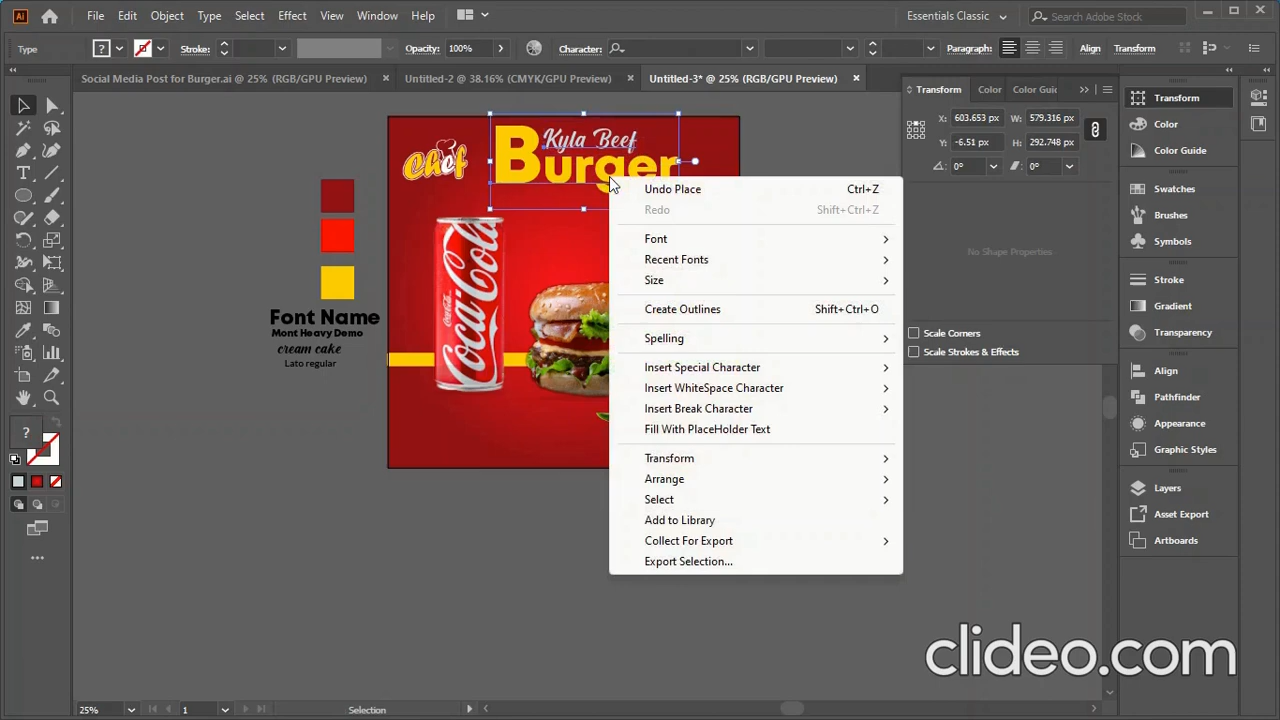 Ai File Edit Object Type Select Effect View Window Help Essentials Classic Search Adobe Stock
Type ? Stroke: Opacity: 100% Character: Paragraph: Align Transform
Social Media Post for Burger.ai @ 25% (RGB/GPU Preview) × Untitled-2 @ 38.16% (CMYK/GPU Preview) × Untitled-3* @ 25% (RGB/GPU Preview) ×
Transform Color Color Guid
X: 603.653 px W: 579.316 px
Y: -6.51 px H: 292.748 px
0° 0°
No Shape Properties
Scale Corners
Scale Strokes & Effects
Transform
Color
Color Guide
Swatches
Brushes
Symbols
Stroke
Gradient
Transparency
Align
Pathfinder
Appearance
Graphic Styles
Layers
Asset Export
Artboards
Chef
Kyla Beef
Burger
Coca-Cola
Font Name
Mont Heavy Demo
cream cake
Lato regular
Undo Place Ctrl+Z
Redo Shift+Ctrl+Z
Font
Recent Fonts
Size
Create Outlines Shift+Ctrl+O
Spelling
Insert Special Character
Insert WhiteSpace Character
Insert Break Character
Fill With PlaceHolder Text
Transform
Arrange
Select
Add to Library
Collect For Export
Export Selection...
?
clideo.com
25% 1 Selection